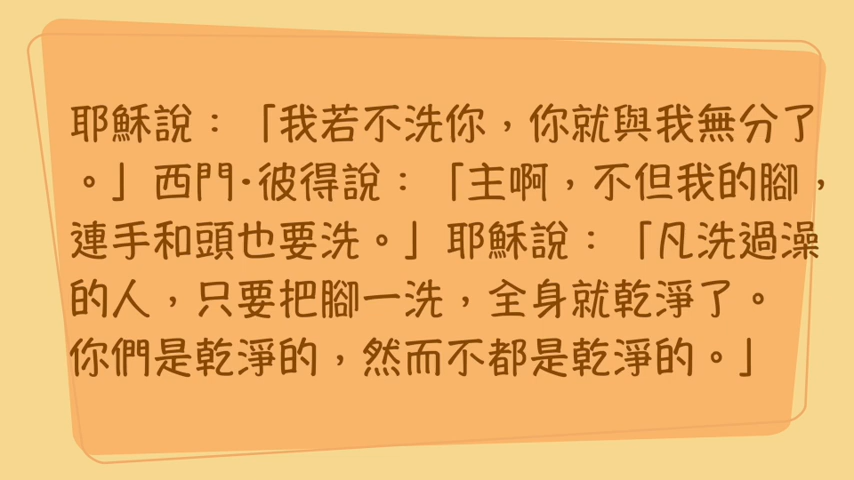 耶穌說：「我若不洗你，你就與我無分了
。」西門·彼得說：「主啊，不但我的腳，
連手和頭也要洗。」耶穌說：「凡洗過澡
的人，只要把腳一洗，全身就乾淨了。
你們是乾淨的，然而不都是乾淨的。」